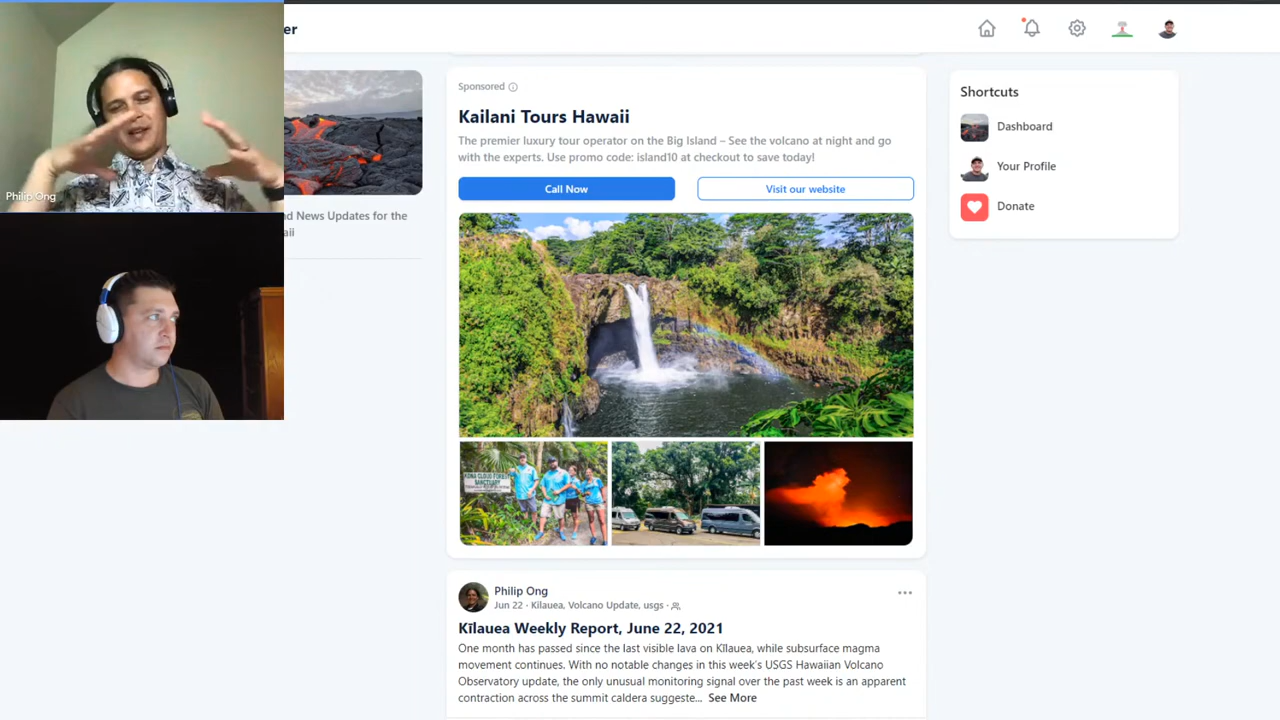 er
Philip Ong
nd News Updates for the
aii
Sponsored
Kailani Tours Hawaii
The premier luxury tour operator on the Big Island – See the volcano at night and go
with the experts. Use promo code: island10 at checkout to save today!
Call Now
Visit our website
KONA CLOUD FOREST
SANCTUARY
Philip Ong
Jun 22 · Kilauea, Volcano Update, usgs ·
Kīlauea Weekly Report, June 22, 2021
One month has passed since the last visible lava on Kīlauea, while subsurface magma
movement continues. With no notable changes in this week's USGS Hawaiian Volcano
Observatory update, the only unusual monitoring signal over the past week is an apparent
contraction across the summit caldera suggeste... See More
Shortcuts
Dashboard
Your Profile
Donate